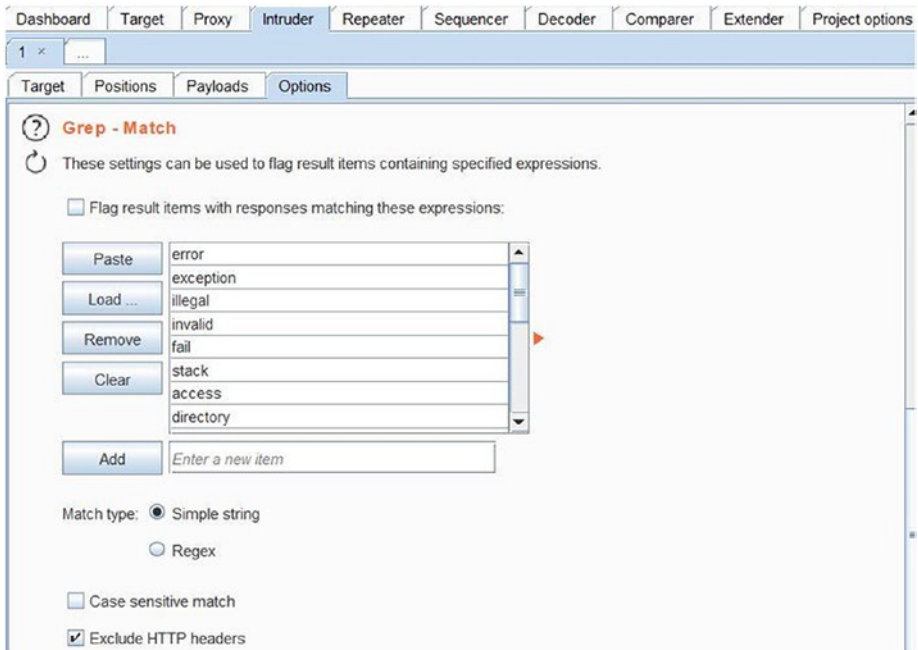 Dashboard Target Proxy Intruder Repeater Sequencer Decoder Comparer Extender Project options
1 × ...
Target Positions Payloads Options
? Grep - Match
These settings can be used to flag result items containing specified expressions.
Flag result items with responses matching these expressions:
Paste
Load ...
Remove
Clear
error
exception
illegal
invalid
fail
stack
access
directory
Add Enter a new item
Match type: Simple string
Regex
Case sensitive match
Exclude HTTP headers